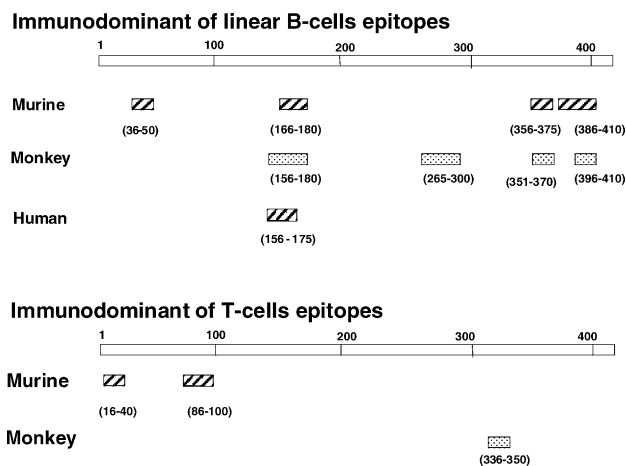 Immunodominant of linear B-cells epitopes
1 100 200 300 400
Murine
(36-50) (166-180) (356-375) (386-410)
Monkey
(156-180) (265-300) (351-370) (396-410)
Human
(156 - 175)
Immunodominant of T-cells epitopes
1 100 200 300 400
Murine
(16-40) (86-100)
Monkey
(336-350)